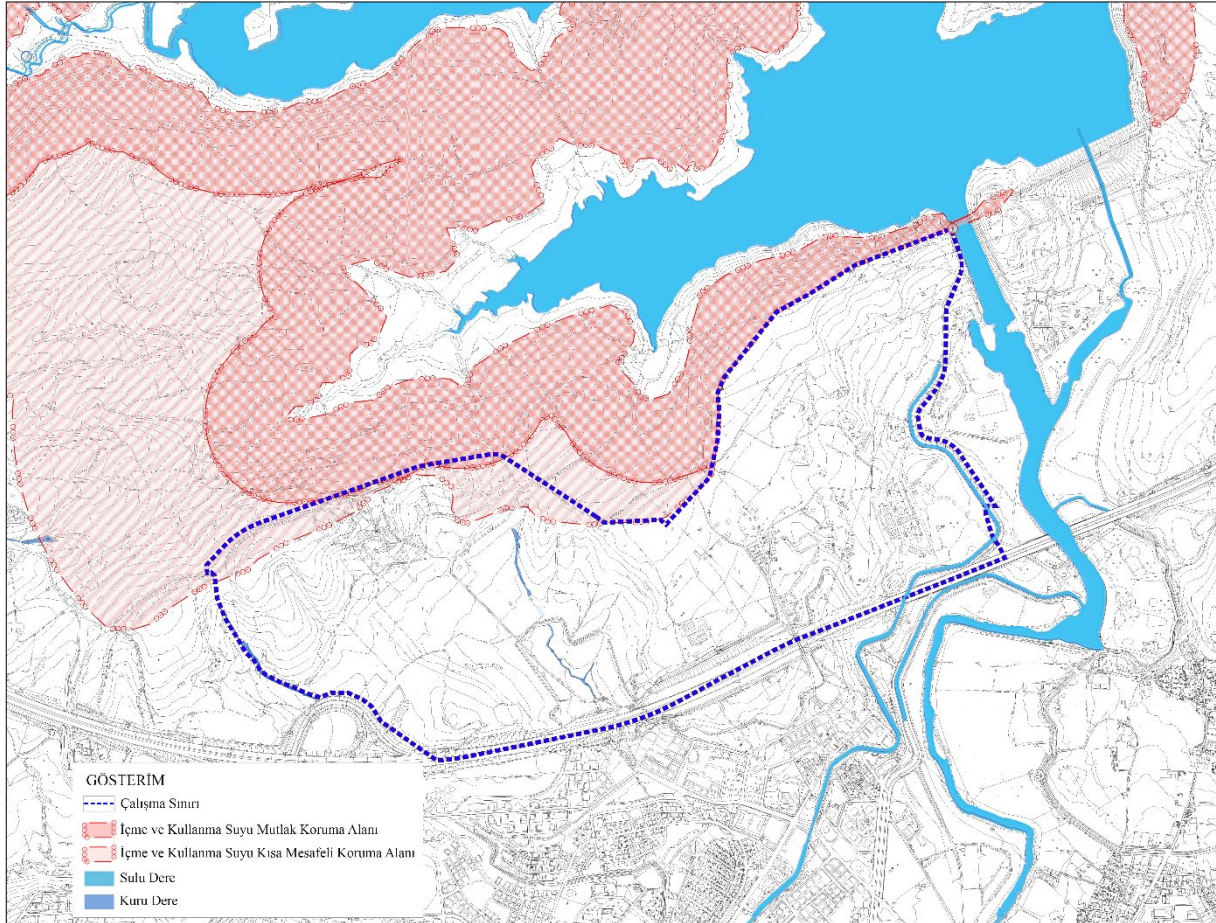 GÖSTERİM
Çalışma Sınırı
İçme ve Kullanma Suyu Mutlak Koruma Alanı
İçme ve Kullanma Suyu Kısa Mesafeli Koruma Alanı
Sulu Dere
Kuru Dere